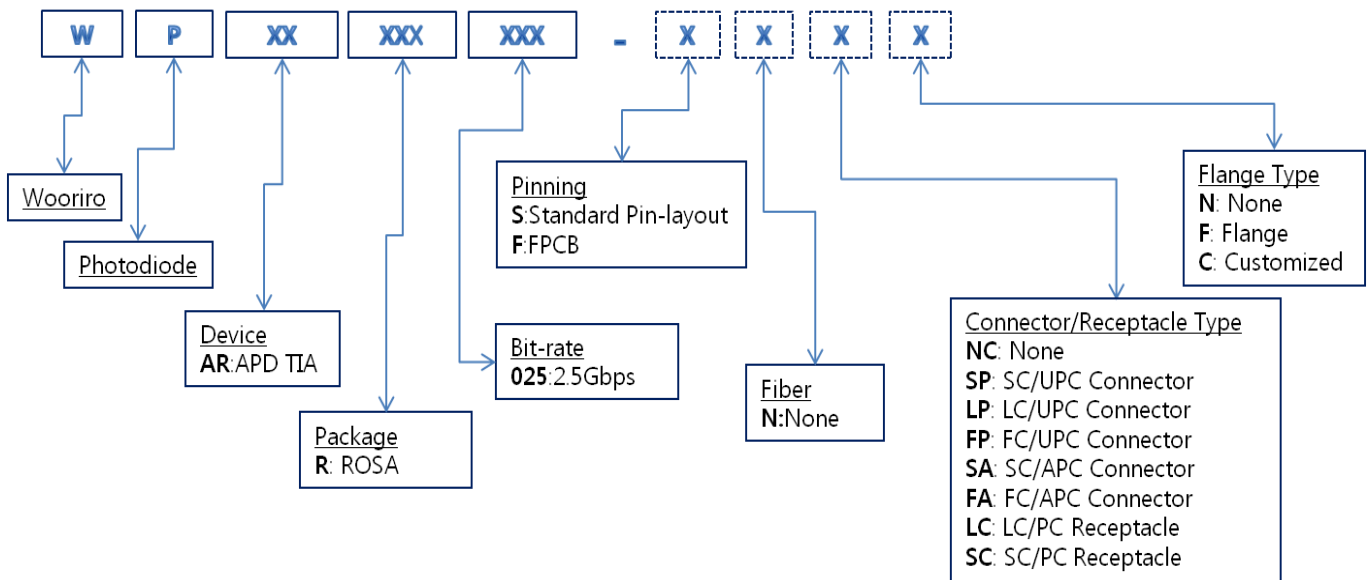 W P XX XXX XXX - X X X X
Wooriro
Photodiode
Device
AR:APD TIA
Package
R: ROSA
Bit-rate
025:2.5Gbps
Pinning
S:Standard Pin-layout
F:FPCB
Fiber
N:None
Connector/Receptacle Type
NC: None
SP: SC/UPC Connector
LP: LC/UPC Connector
FP: FC/UPC Connector
SA: SC/APC Connector
FA: FC/APC Connector
LC: LC/PC Receptacle
SC: SC/PC Receptacle
Flange Type
N: None
F: Flange
C: Customized